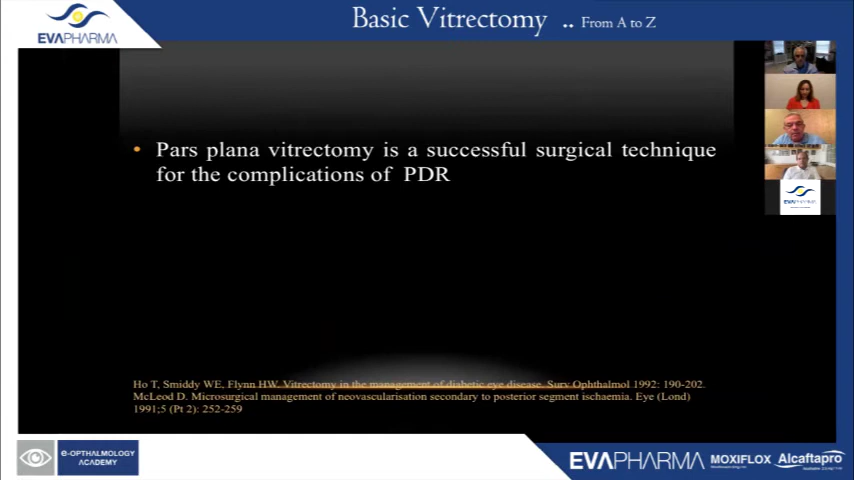 EVAPHARMA
Basic Vitrectomy .. From A to Z
• Pars plana vitrectomy is a successful surgical technique
for the complications of PDR
EVAPHARMA
Ho T, Smiddy WE, Flynn HW. Vitrectomy in the management of diabetic eye disease. Surv Ophthalmol 1992: 190-202.
McLeod D. Microsurgical management of neovascularisation secondary to posterior segment ischaemia. Eye (Lond)
1991;5 (Pt 2): 252-259
e-OPTHALMOLOGY
ACADEMY
EVAPHARMA MOXIFLOX Alcaftapro